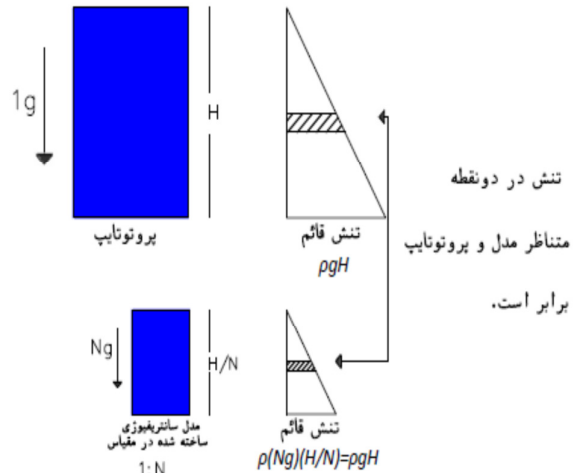 1g
H
پروتوتایپ
تنش قائم
ρgH
تنش در دونقطه
متناظر مدل و پروتوتایپ
برابر است.
Ng
H/N
مدل سانتریفیوژی
ساخته شده در مقیاس
1:N
تنش قائم
ρ(Ng)(H/N)=ρgH